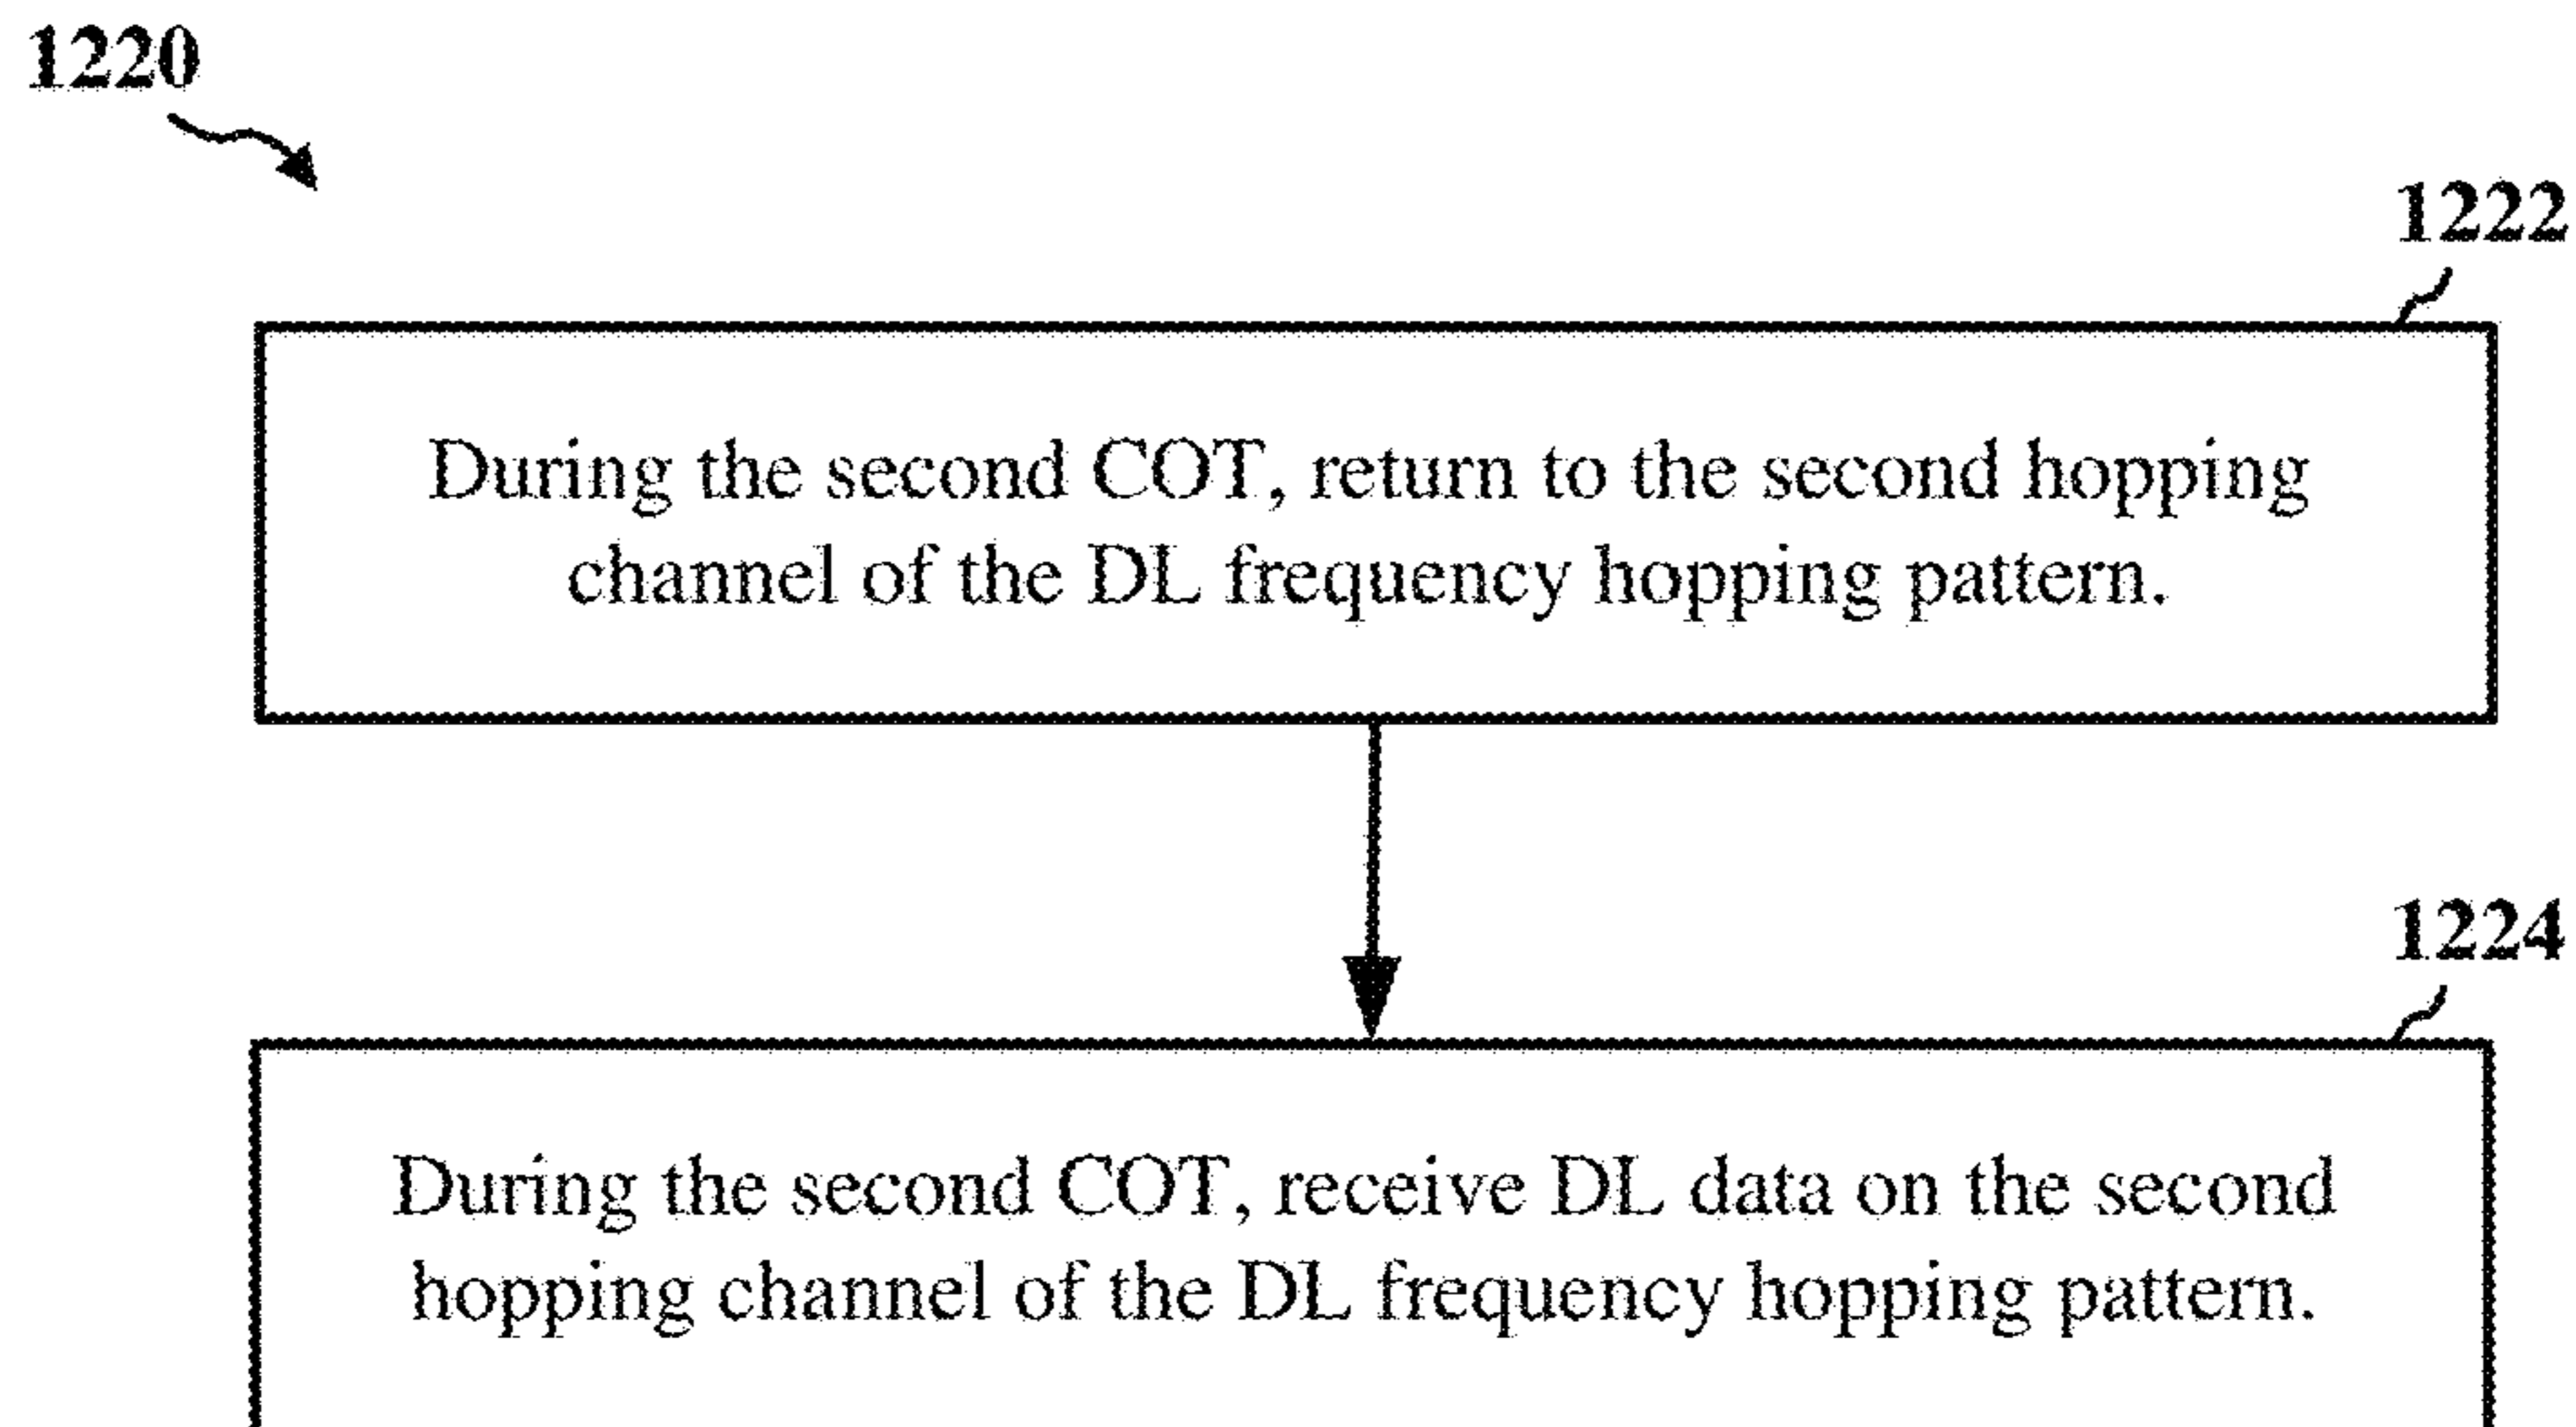 1220
1222
During the second COT, return to the second hopping
channel of the DL frequency hopping pattern.
1224
During the second COT, receive DL data on the second
hopping channel of the DL frequency hopping pattern.